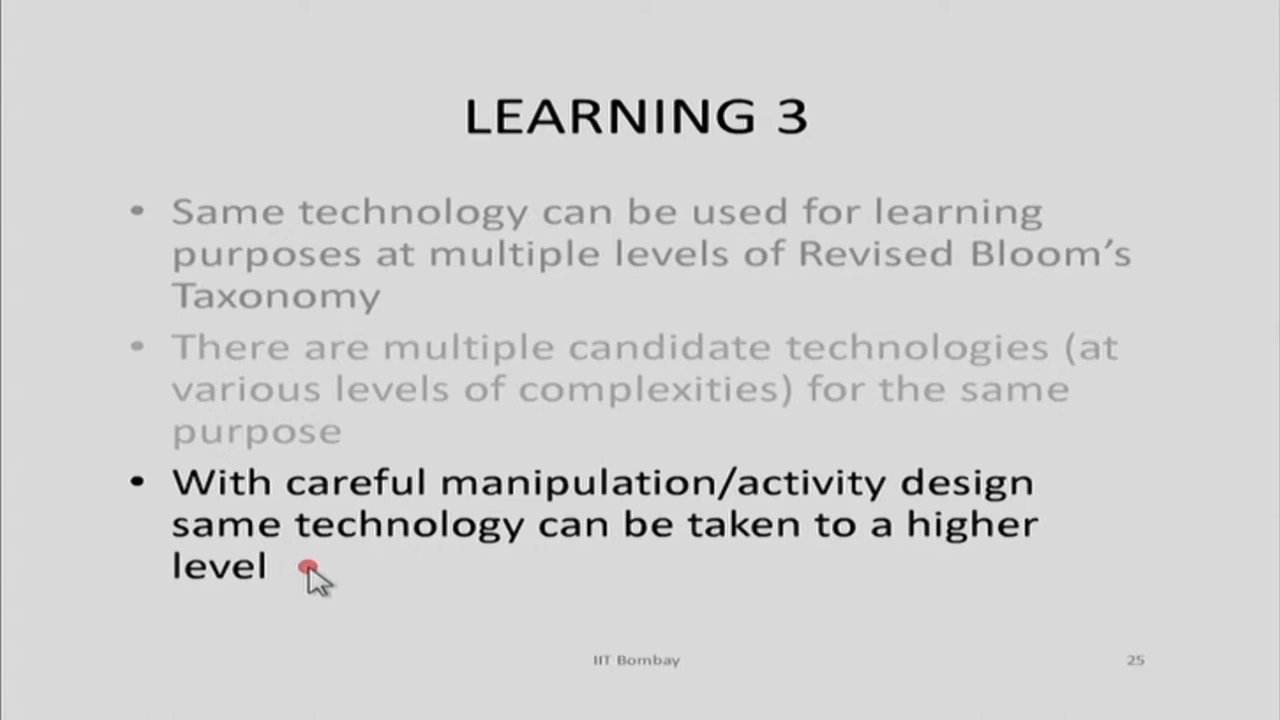 LEARNING 3
• Same technology can be used for learning
purposes at multiple levels of Revised Bloom’s
Taxonomy
• There are multiple candidate technologies (at
various levels of complexities) for the same
purpose
• With careful manipulation/activity design
same technology can be taken to a higher
level
IIT Bombay
25